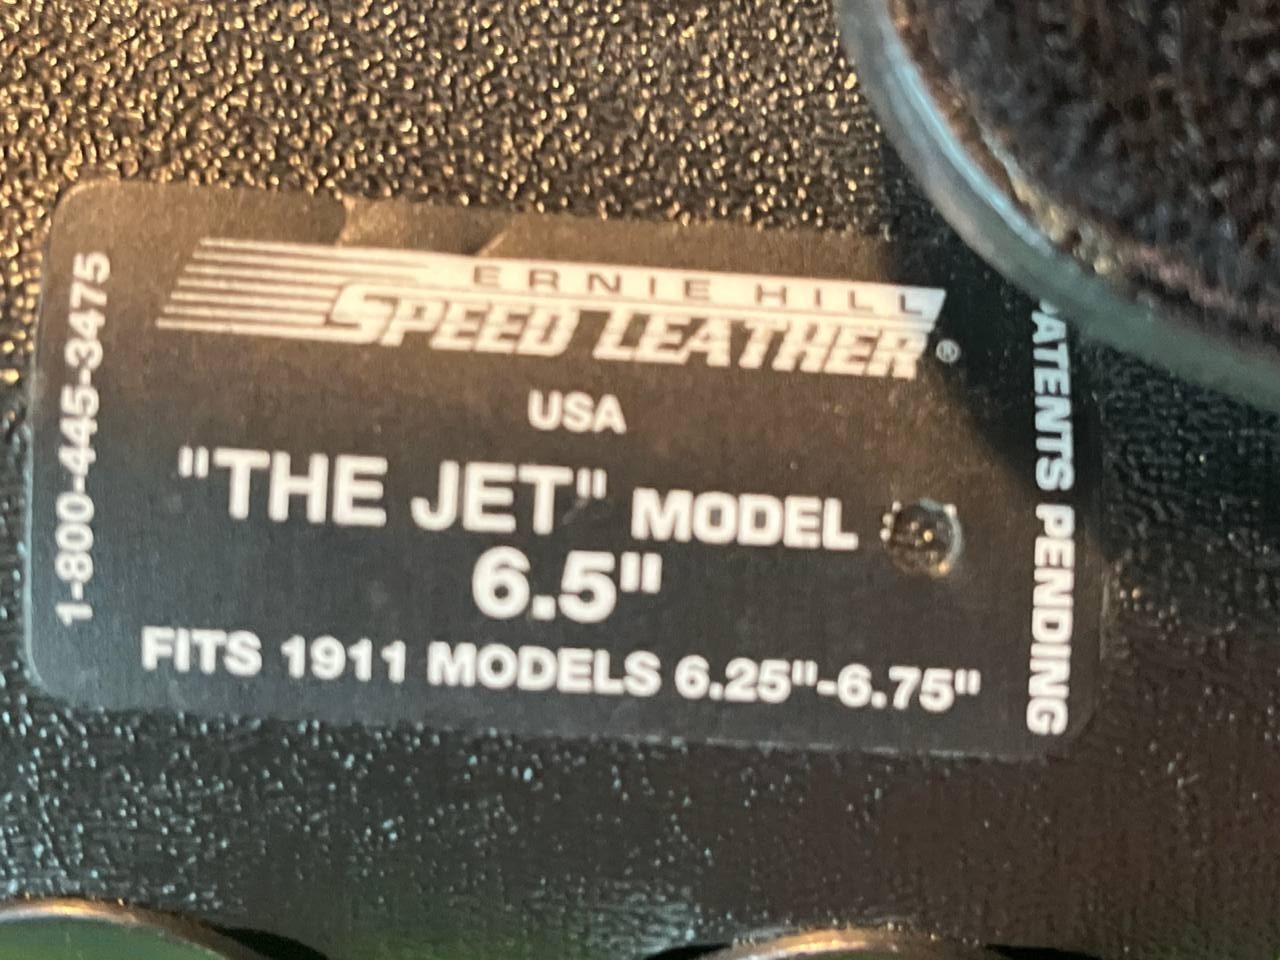 ERNIE HILL
SPEED LEATHER®
USA
"THE JET" MODEL
6.5"
FITS 1911 MODELS 6.25"-6.75"
1-800-445-3475
PATENTS PENDING